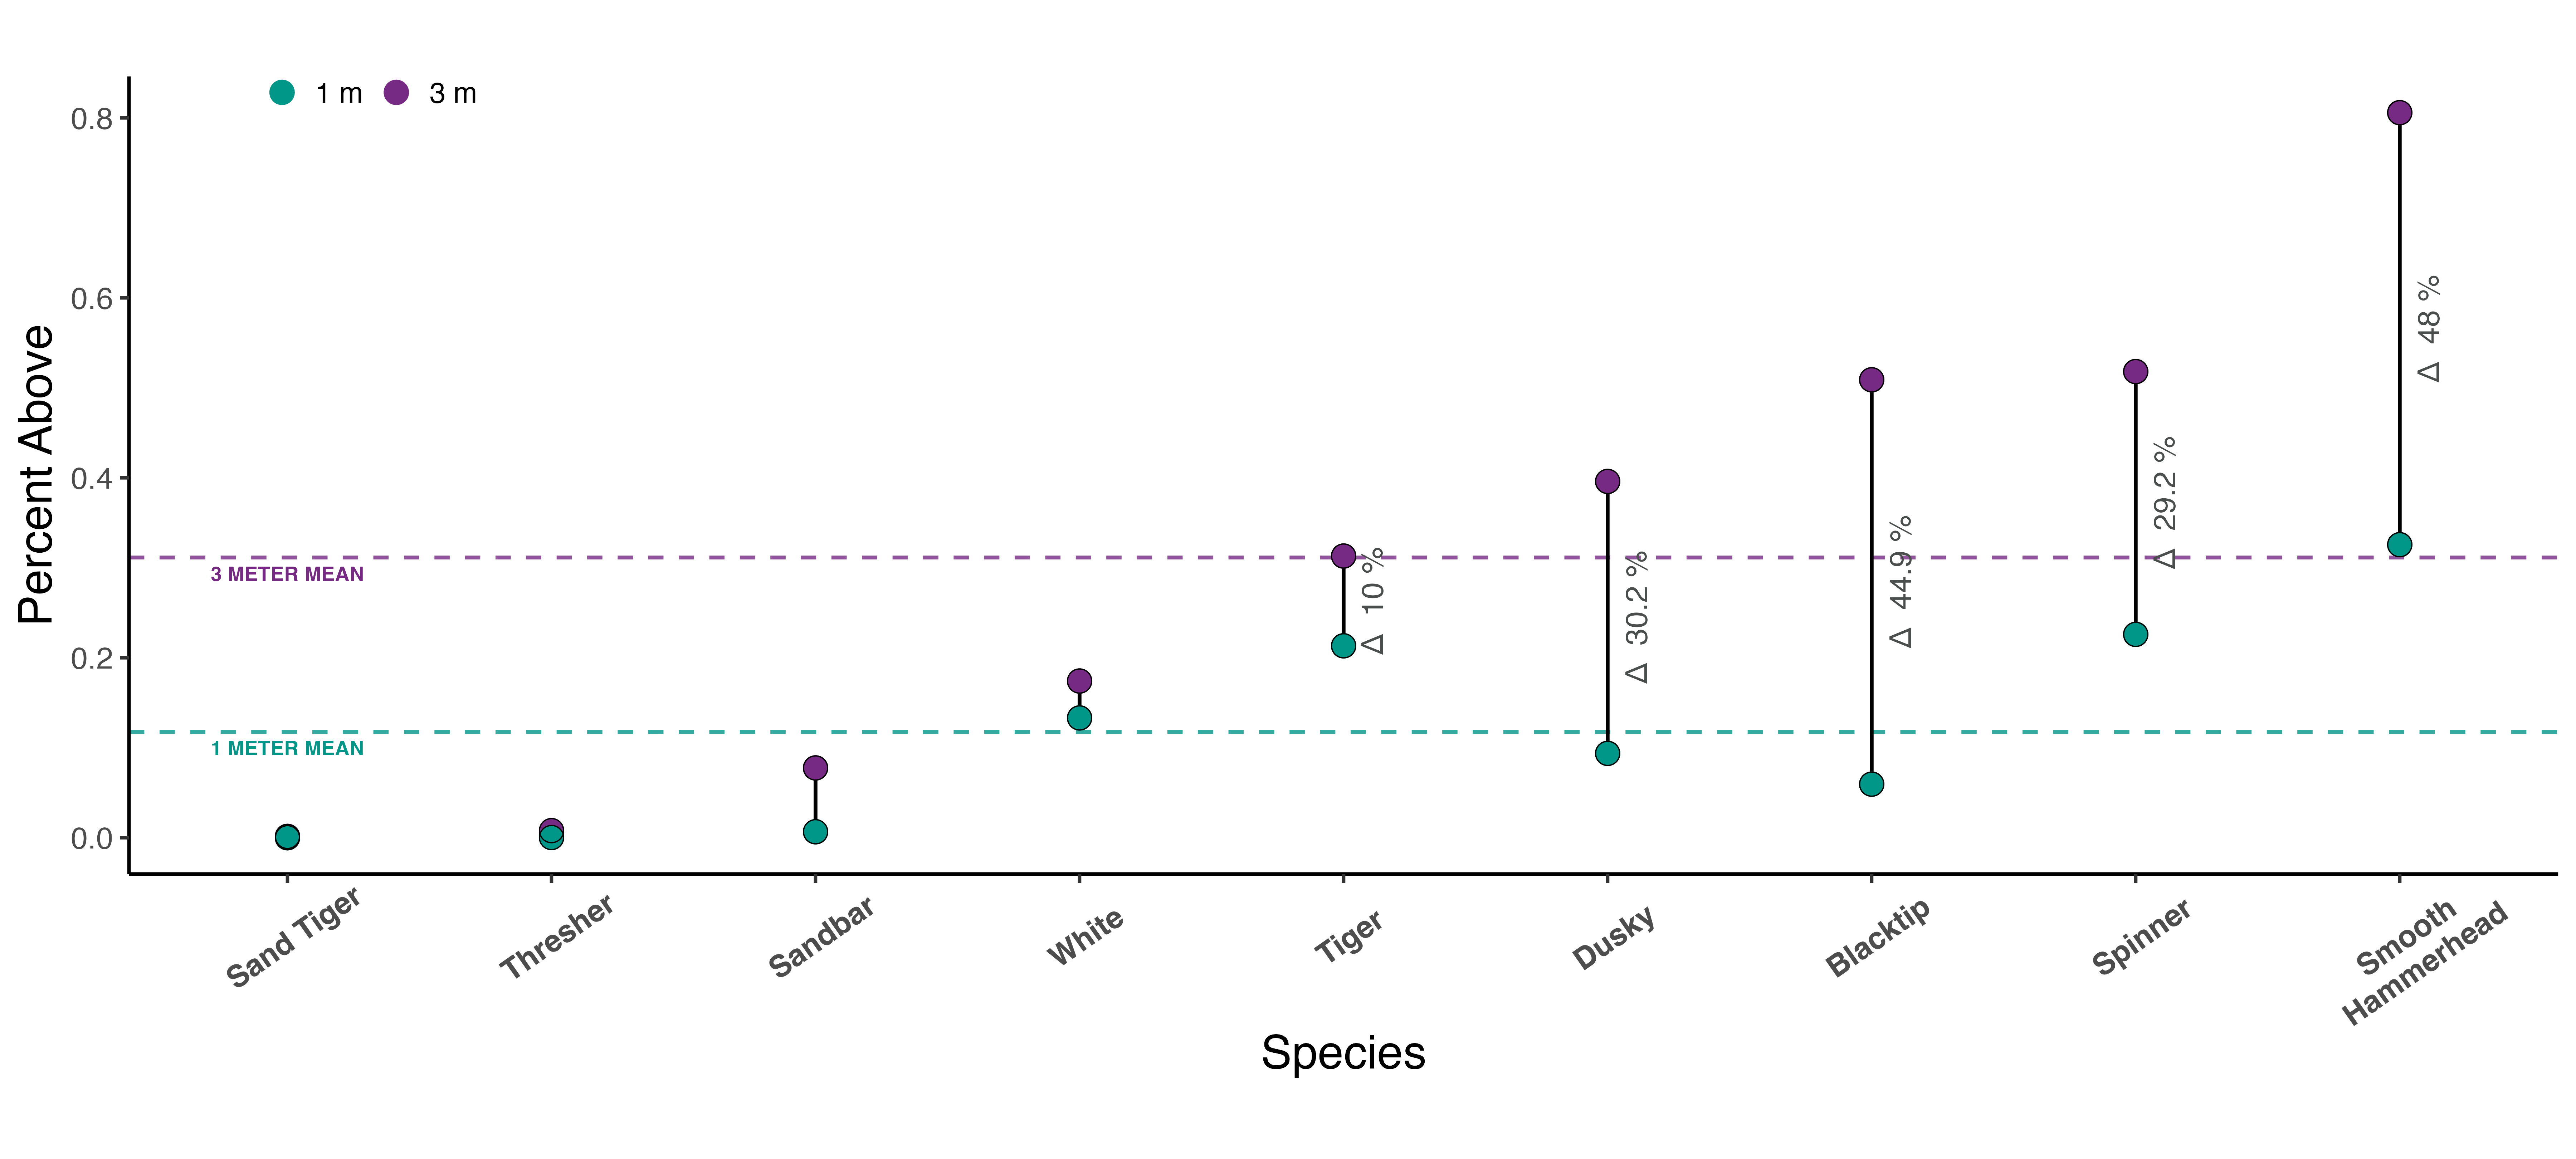 1 m 3 m
Percent Above
0.8
0.6
0.4
0.2
0.0
3 METER MEAN
1 METER MEAN
Δ 10 %
Δ 30.2 %
Δ 44.9 %
Δ 29.2 %
Δ 48 %
Sand Tiger
Thresher
Sandbar
White
Tiger
Dusky
Blacktip
Spinner
Smooth
Hammerhead
Species